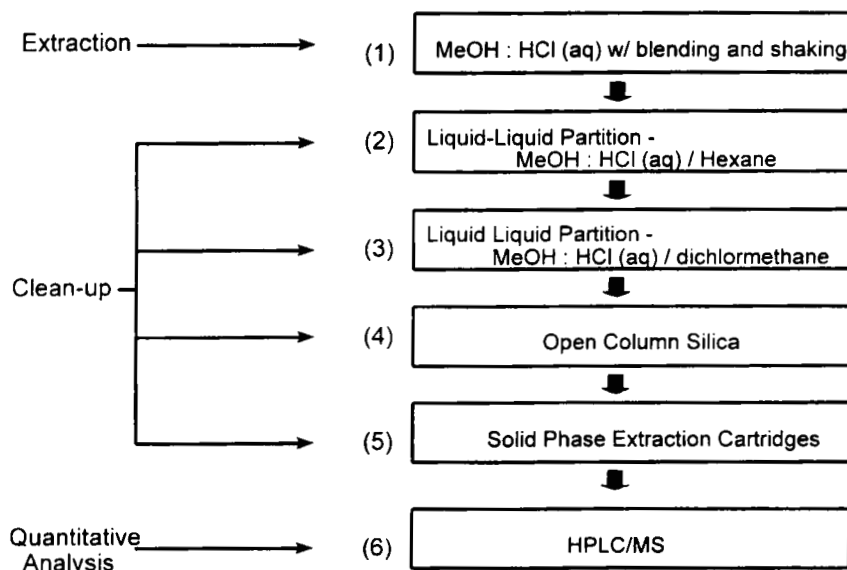 Extraction
(1) MeOH : HCl (aq) w/ blending and shaking
(2) Liquid-Liquid Partition -
MeOH : HCl (aq) / Hexane
(3) Liquid Liquid Partition -
MeOH : HCl (aq) / dichlormethane
Clean-up
(4) Open Column Silica
(5) Solid Phase Extraction Cartridges
Quantitative
Analysis
(6) HPLC/MS